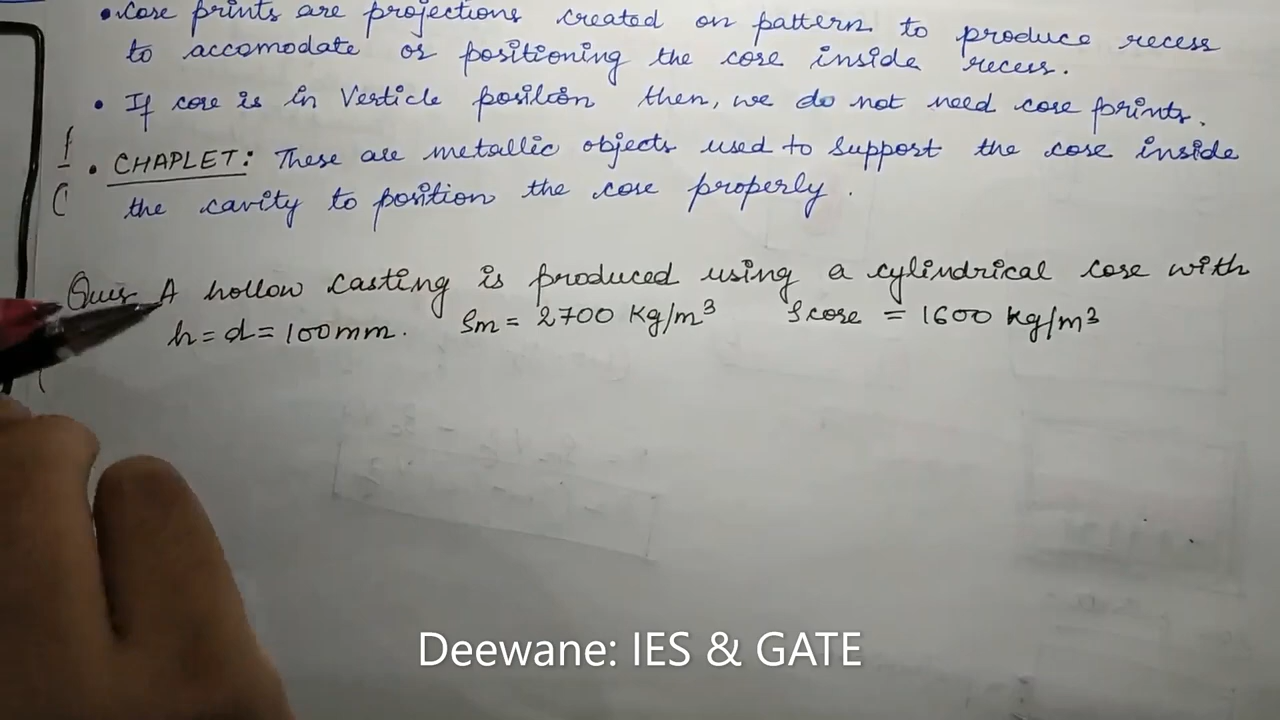 • Core prints are projections created on pattern to produce recess
to accomodate or positioning the core inside recess.
• If core is in Verticle position then, we do not need core prints.
• CHAPLET: These are metallic objects used to support the core inside
the cavity to position the core properly.
Ques A hollow casting is produced using a cylindrical core with
h = d = 100mm. ρm = 2700 Kg/m³ ρcore = 1600 kg/m³
Deewane: IES & GATE